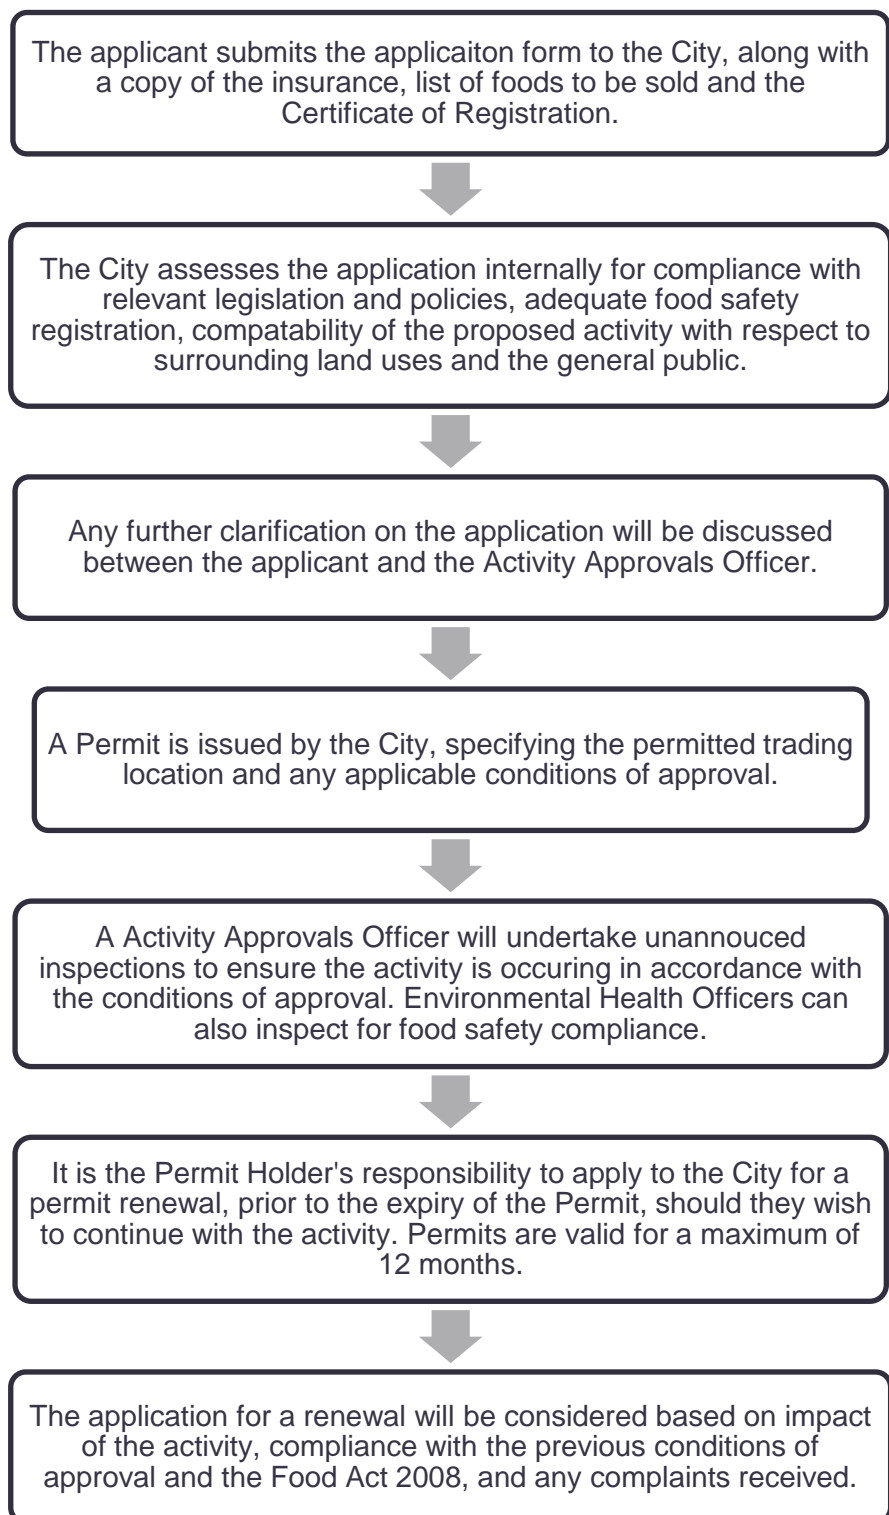 The applicant submits the applicaiton form to the City, along with
a copy of the insurance, list of foods to be sold and the
Certificate of Registration.
The City assesses the application internally for compliance with
relevant legislation and policies, adequate food safety
registration, compatability of the proposed activity with respect to
surrounding land uses and the general public.
Any further clarification on the application will be discussed
between the applicant and the Activity Approvals Officer.
A Permit is issued by the City, specifying the permitted trading
location and any applicable conditions of approval.
A Activity Approvals Officer will undertake unannouced
inspections to ensure the activity is occuring in accordance with
the conditions of approval. Environmental Health Officers can
also inspect for food safety compliance.
It is the Permit Holder's responsibility to apply to the City for a
permit renewal, prior to the expiry of the Permit, should they wish
to continue with the activity. Permits are valid for a maximum of
12 months.
The application for a renewal will be considered based on impact
of the activity, compliance with the previous conditions of
approval and the Food Act 2008, and any complaints received.